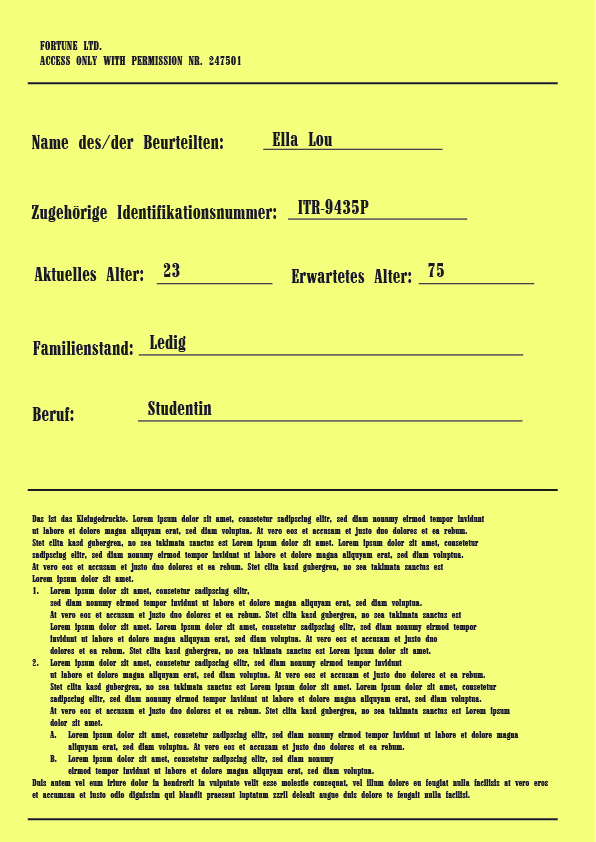 FORTUNE LTD.
ACCESS ONLY WITH PERMISSION NR. 247501
Name des/der Beurteilten: Ella Lou
Zugehörige Identifikationsnummer: ITR-9435P
Aktuelles Alter: 23 Erwartetes Alter: 75
Familienstand: Ledig
Beruf: Studentin
Das ist das Kleingedruckte. Lorem ipsum dolor sit amet, consetetur sadipscing elitr, sed diam nonumy eirmod tempor invidunt
ut labore et dolore magna aliquyam erat, sed diam voluptua. At vero eos et accusam et justo duo dolores et ea rebum.
Stet clita kasd gubergren, no sea takimata sanctus est Lorem ipsum dolor sit amet. Lorem ipsum dolor sit amet, consetetur
sadipscing elitr, sed diam nonumy eirmod tempor invidunt ut labore et dolore magna aliquyam erat, sed diam voluptua.
At vero eos et accusam et justo duo dolores et ea rebum. Stet clita kasd gubergren, no sea takimata sanctus est
Lorem ipsum dolor sit amet.
1. Lorem ipsum dolor sit amet, consetetur sadipscing elitr,
sed diam nonumy eirmod tempor invidunt ut labore et dolore magna aliquyam erat, sed diam voluptua.
At vero eos et accusam et justo duo dolores et ea rebum. Stet clita kasd gubergren, no sea takimata sanctus est
Lorem ipsum dolor sit amet. Lorem ipsum dolor sit amet, consetetur sadipscing elitr, sed diam nonumy eirmod tempor
invidunt ut labore et dolore magna aliquyam erat, sed diam voluptua. At vero eos et accusam et justo duo
dolores et ea rebum. Stet clita kasd gubergren, no sea takimata sanctus est Lorem ipsum dolor sit amet.
2. Lorem ipsum dolor sit amet, consetetur sadipscing elitr, sed diam nonumy eirmod tempor invidunt
ut labore et dolore magna aliquyam erat, sed diam voluptua. At vero eos et accusam et justo duo dolores et ea rebum.
Stet clita kasd gubergren, no sea takimata sanctus est Lorem ipsum dolor sit amet. Lorem ipsum dolor sit amet, consetetur
sadipscing elitr, sed diam nonumy eirmod tempor invidunt ut labore et dolore magna aliquyam erat, sed diam voluptua.
At vero eos et accusam et justo duo dolores et ea rebum. Stet clita kasd gubergren, no sea takimata sanctus est Lorem ipsum
dolor sit amet.
A. Lorem ipsum dolor sit amet, consetetur sadipscing elitr, sed diam nonumy eirmod tempor invidunt ut labore et dolore magna
aliquyam erat, sed diam voluptua. At vero eos et accusam et justo duo dolores et ea rebum.
B. Lorem ipsum dolor sit amet, consetetur sadipscing elitr, sed diam nonumy
eirmod tempor invidunt ut labore et dolore magna aliquyam erat, sed diam voluptua.
Duis autem vel eum iriure dolor in hendrerit in vulputate velit esse molestie consequat, vel illum dolore eu feugiat nulla facilisis at vero eros
et accumsan et iusto odio dignissim qui blandit praesent luptatum zzril delenit augue duis dolore te feugait nulla facilisi.